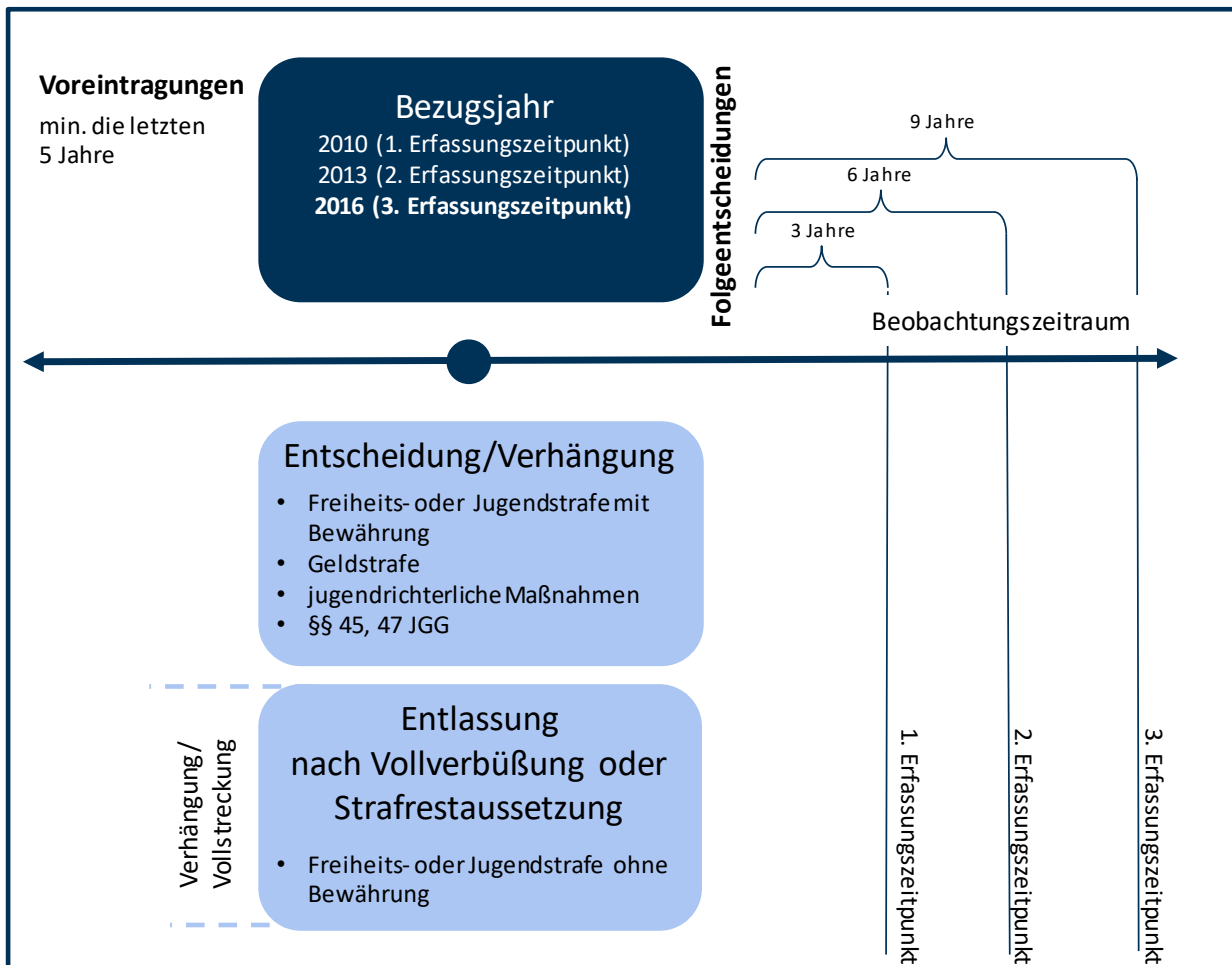 Voreintragungen
min. die letzten
5 Jahre
Bezugsjahr
2010 (1. Erfassungszeitpunkt)
2013 (2. Erfassungszeitpunkt)
2016 (3. Erfassungszeitpunkt)
Folgeentscheidungen
9 Jahre
6 Jahre
3 Jahre
Beobachtungszeitraum
Entscheidung/Verhängung
• Freiheits- oder Jugendstrafe mit
Bewährung
• Geldstrafe
• jugendrichterliche Maßnahmen
• §§ 45, 47 JGG
Verhängung/
Vollstreckung
Entlassung
nach Vollverbüßung oder
Strafrestaussetzung
• Freiheits- oder Jugendstrafe ohne
Bewährung
1. Erfassungszeitpunkt
2. Erfassungszeitpunkt
3. Erfassungszeitpunkt